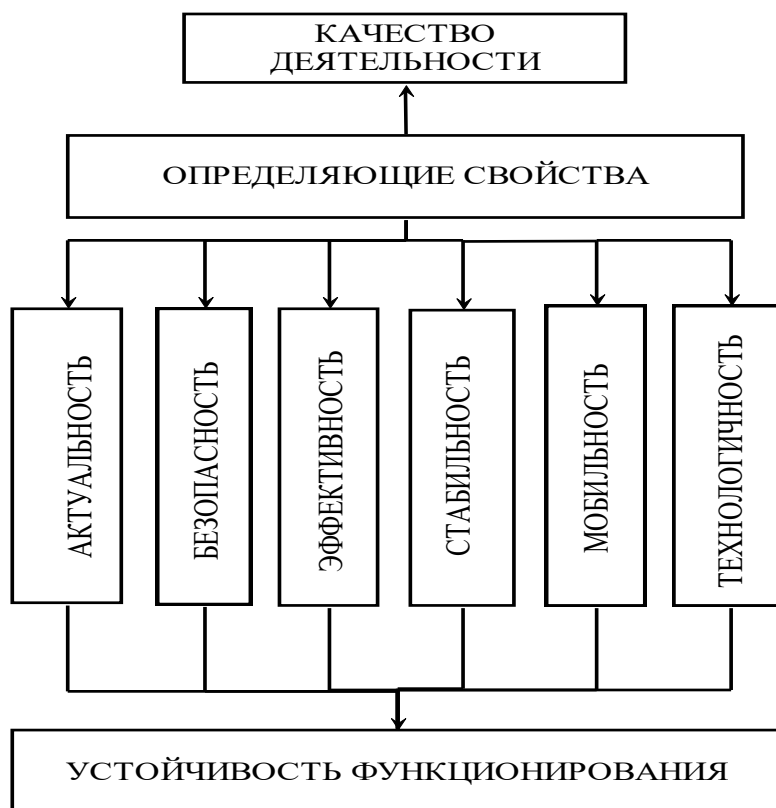 КАЧЕСТВО
ДЕЯТЕЛЬНОСТИ
ОПРЕДЕЛЯЮЩИЕ СВОЙСТВА
АКТУАЛЬНОСТЬ
БЕЗОПАСНОСТЬ
ЭФФЕКТИВНОСТЬ
СТАБИЛЬНОСТЬ
МОБИЛЬНОСТЬ
ТЕХНОЛОГИЧНОСТЬ
УСТОЙЧИВОСТЬ ФУНКЦИОНИРОВАНИЯ